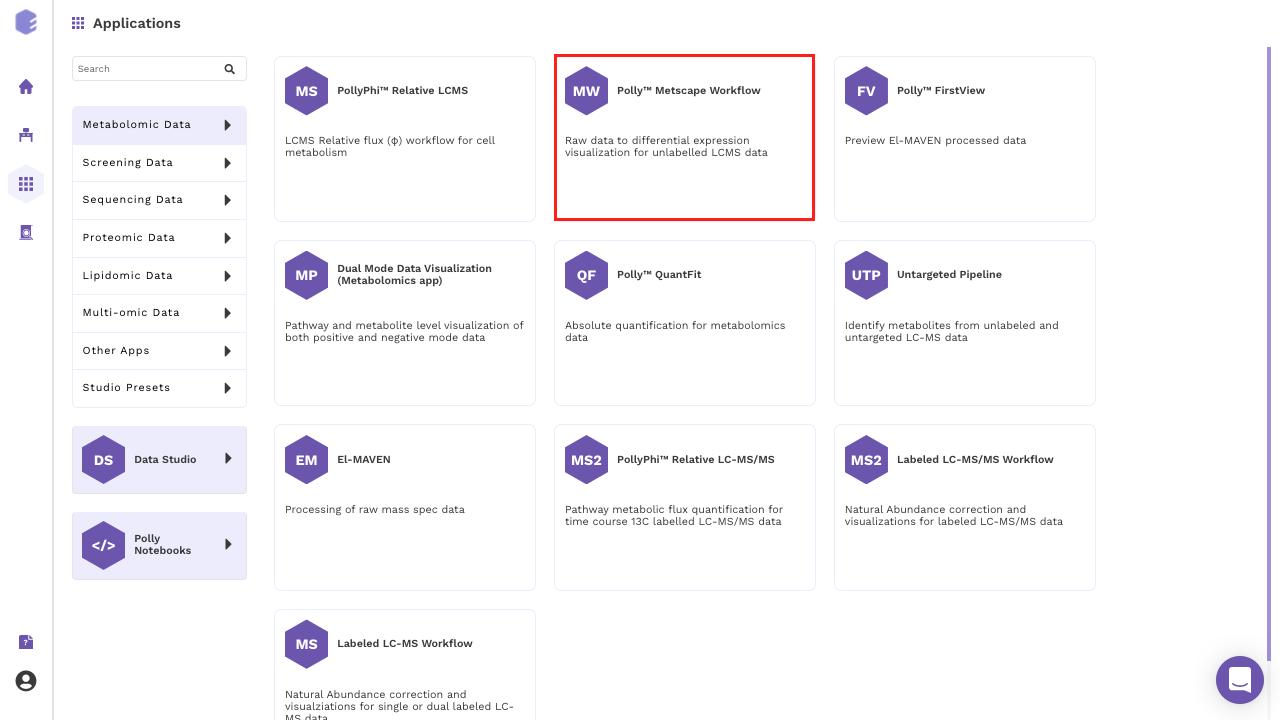 Applications
Search
Metabolomic Data
Screening Data
Sequencing Data
Proteomic Data
Lipidomic Data
Multi-omic Data
Other Apps
Studio Presets
DS
Data Studio
</>
Polly
Notebooks
MS
PollyPhi™ Relative LCMS
LCMS Relative flux (ϕ) workflow for cell
metabolism
MW
Polly™ Metscape Workflow
Raw data to differential expression
visualization for unlabelled LCMS data
FV
Polly™ FirstView
Preview El-MAVEN processed data
MP
Dual Mode Data Visualization
(Metabolomics app)
Pathway and metabolite level visualization of
both positive and negative mode data
QF
Polly™ QuantFit
Absolute quantification for metabolomics
data
UTP
Untargeted Pipeline
Identify metabolites from unlabeled and
untargeted LC-MS data
EM
El-MAVEN
Processing of raw mass spec data
MS2
PollyPhi™ Relative LC-MS/MS
Pathway metabolic flux quantification for
time course 13C labelled LC-MS/MS data
MS2
Labeled LC-MS/MS Workflow
Natural Abundance correction and
visualizations for labeled LC-MS/MS data
MS
Labeled LC-MS Workflow
Natural Abundance correction and
visualziations for single or dual labeled LC-
MS data
?